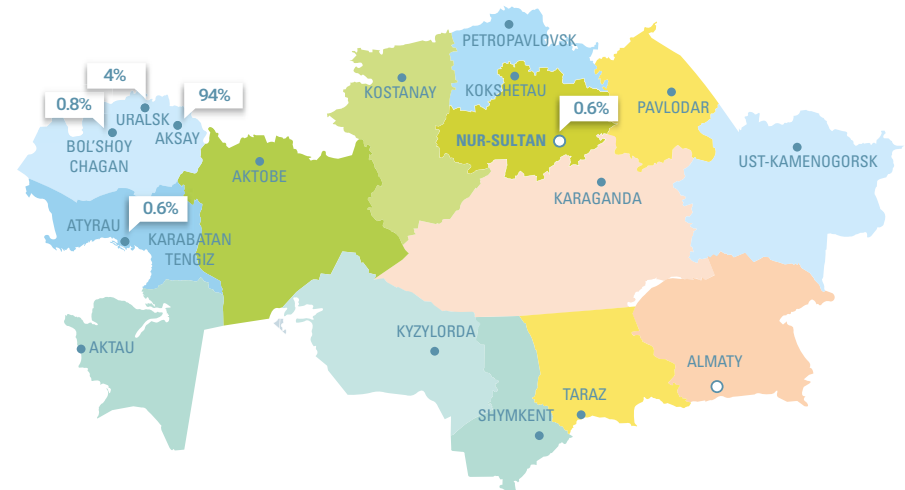 PETROPAVLOVSK
KOSTANAY
KOKSHETAU
PAVLODAR
0.6%
NUR-SULTAN
4%
94%
0.8%
URALSK
AKSAY
BOL’SHOY
CHAGAN
AKTOBE
UST-KAMENOGORSK
KARAGANDA
0.6%
ATYRAU
KARABATAN
TENGIZ
AKTAU
KYZYLORDA
ALMATY
TARAZ
SHYMKENT